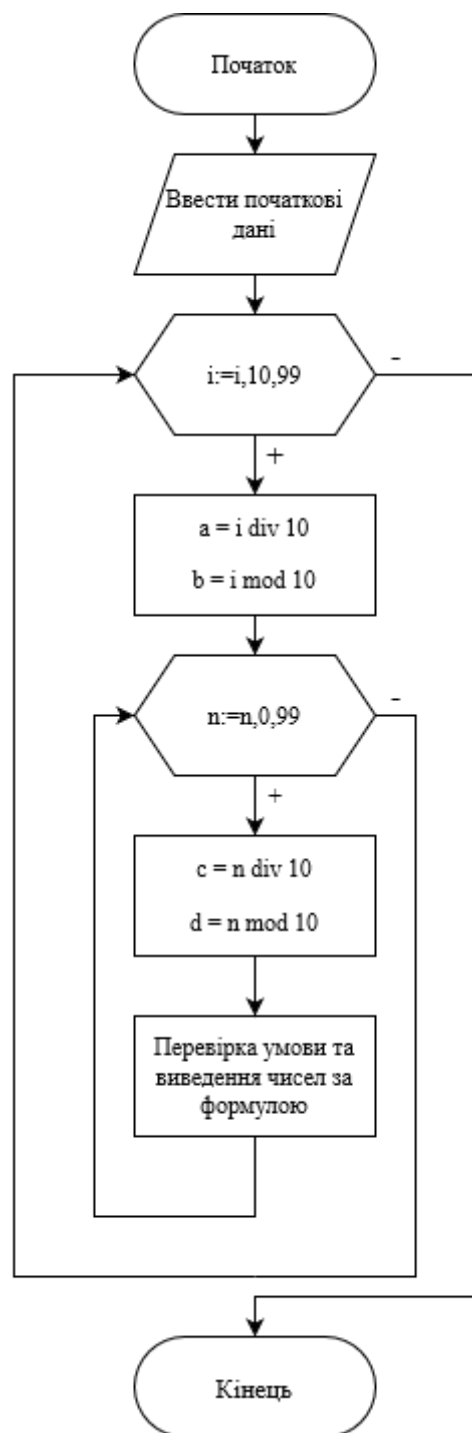 Початок
Ввести початкові
дані
i:=i,10,99
-
+
a = i div 10
b = i mod 10
n:=n,0,99
-
+
c = n div 10
d = n mod 10
Перевірка умови та
виведення чисел за
формулою
Кінець